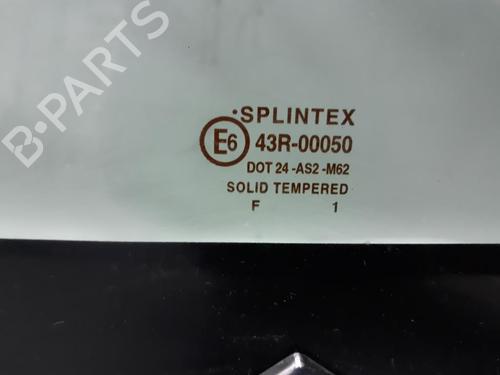 B-PARTS
•SPLINTEX
E6 43R-00050
DOT 24 -AS2 -M62
SOLID TEMPERED
F 1